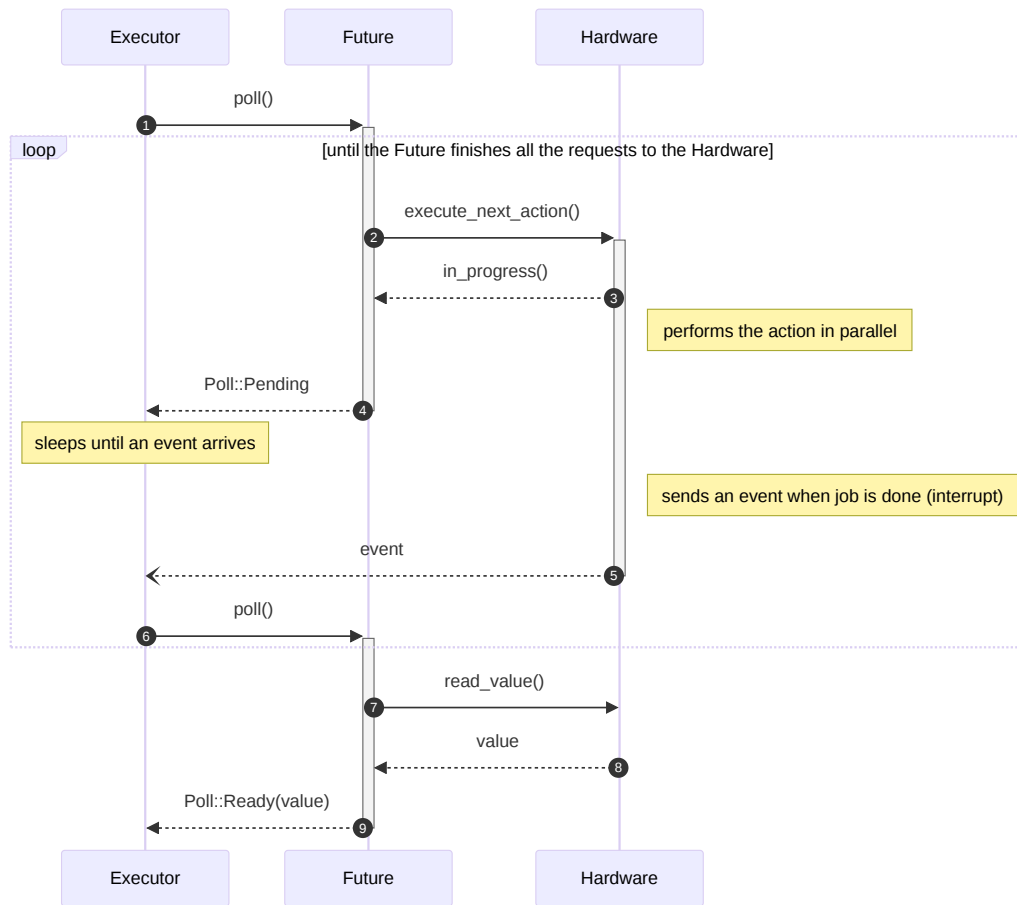 Executor
Future
Hardware
poll()
1
loop
[until the Future finishes all the requests to the Hardware]
execute_next_action()
2
in_progress()
3
performs the action in parallel
Poll::Pending
4
sleeps until an event arrives
sends an event when job is done (interrupt)
event
5
poll()
6
read_value()
7
value
8
Poll::Ready(value)
9
Executor
Future
Hardware